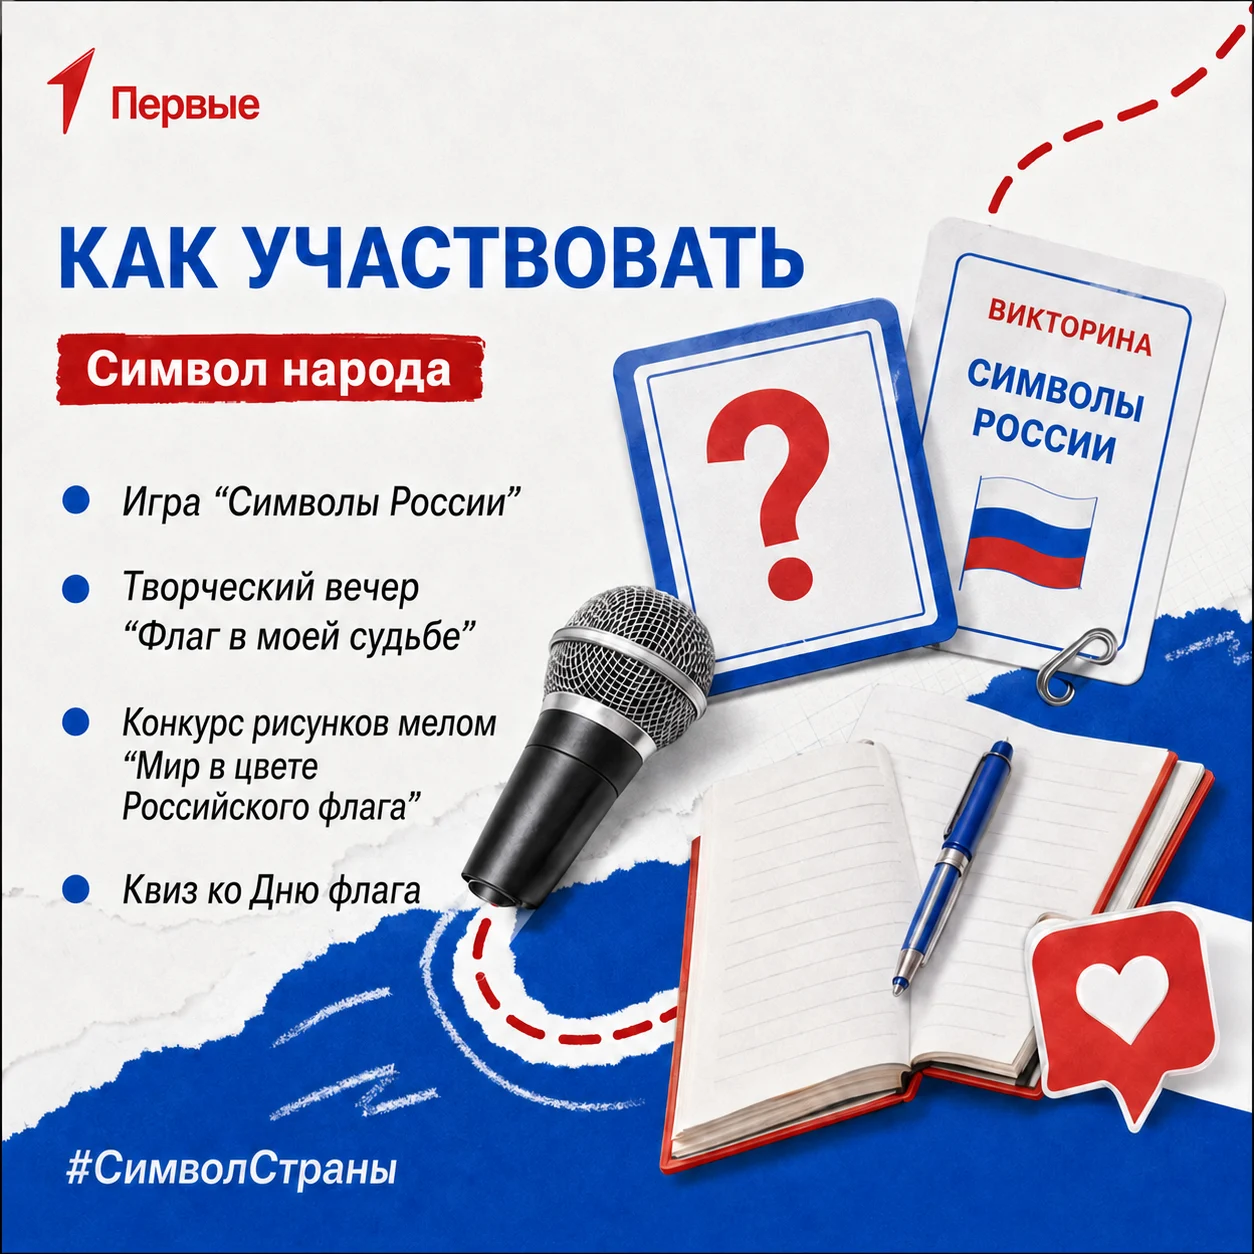 Первые
КАК УЧАСТВОВАТЬ
Символ народа
Игра “Символы России”
Творческий вечер
“Флаг в моей судьбе”
Конкурс рисунков мелом
“Мир в цвете
Российского флага”
Квиз ко Дню флага
?
ВИКТОРИНА
СИМВОЛЫ
РОССИИ
#СимволСтраны